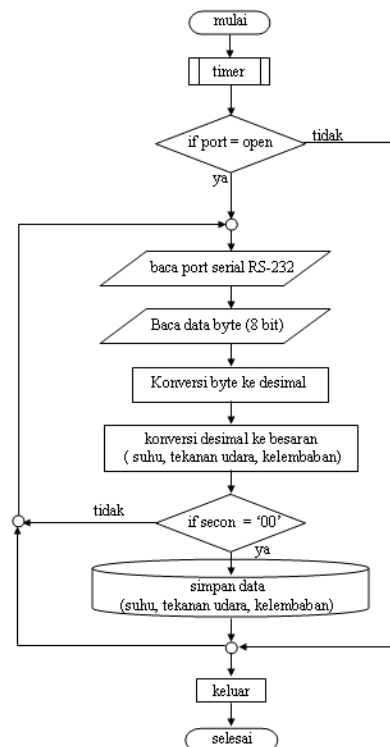 mulai
timer
if port = open
tidak
ya
baca port serial RS-232
Baca data byte (8 bit)
Konversi byte ke desimal
konversi desimal ke besaran
( suhu, tekanan udara, kelembaban)
tidak
if secon = ‘00’
ya
simpan data
(suhu, tekanan udara, kelembaban)
keluar
selesai